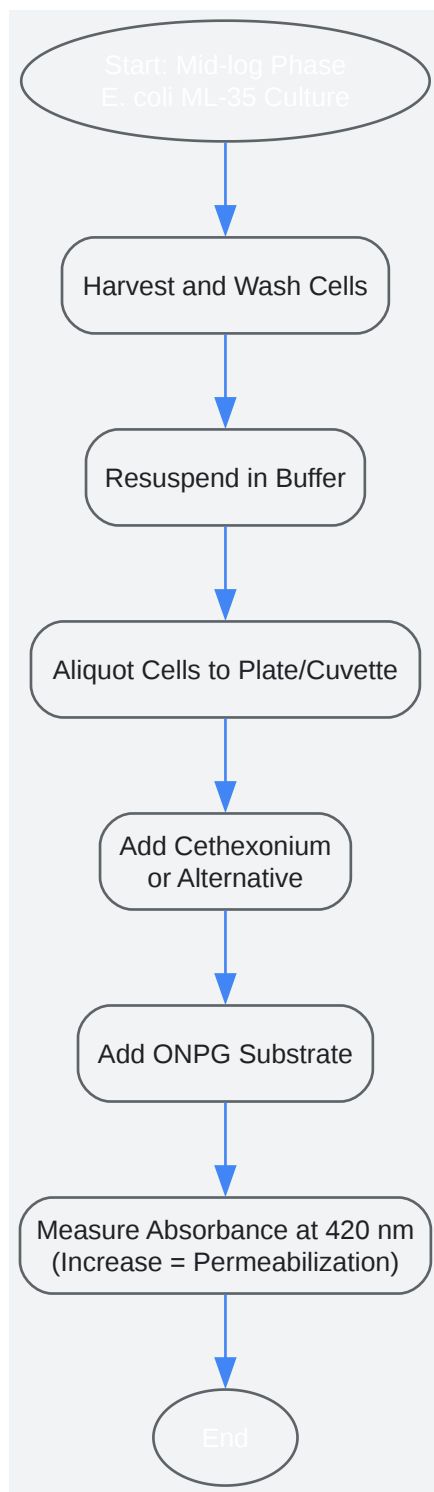 Start: Mid-log Phase
E. coli ML-35 Culture
Harvest and Wash Cells
Resuspend in Buffer
Aliquot Cells to Plate/Cuvette
Add Cethexonium
or Alternative
Add ONPG Substrate
Measure Absorbance at 420 nm
(Increase = Permeabilization)
End